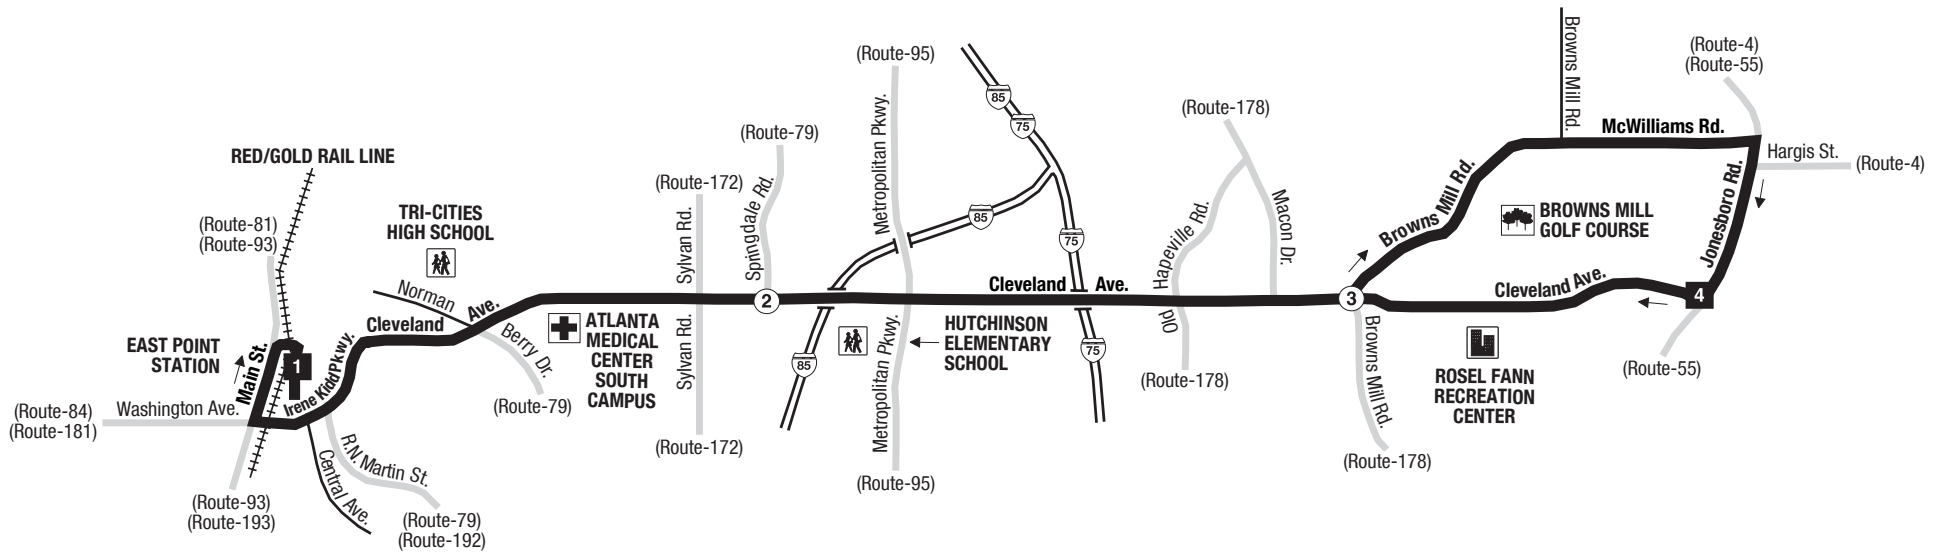 RED/GOLD RAIL LINE
(Route-81)
(Route-93)
TRI-CITIES
HIGH SCHOOL
EAST POINT
STATION
Main St.
1
Irene Kidd Pkwy.
Washington Ave.
(Route-84)
(Route-181)
(Route-93)
(Route-193)
Central Ave.
R.N. Martin St.
(Route-79)
(Route-192)
Norman
Berry Dr.
(Route-79)
Cleveland
Ave.
ATLANTA
MEDICAL
CENTER
SOUTH
CAMPUS
(Route-172)
Sylvan Rd.
Sylvan Rd.
(Route-172)
(Route-79)
Springdale Rd.
2
(Route-95)
Metropolitan Pkwy.
Metropolitan Pkwy.
(Route-95)
85
75
85
75
85
75
HUTCHINSON
ELEMENTARY
SCHOOL
Cleveland
Ave.
(Route-178)
Hapeville Rd.
Old
(Route-178)
Macon Dr.
3
Browns Mill Rd.
(Route-178)
Browns Mill Rd.
Browns Mill Rd.
McWilliams Rd.
(Route-4)
(Route-55)
Hargis St.
(Route-4)
Jonesboro Rd.
BROWNS MILL
GOLF COURSE
Cleveland Ave.
4
(Route-55)
ROSEL FANN
RECREATION
CENTER